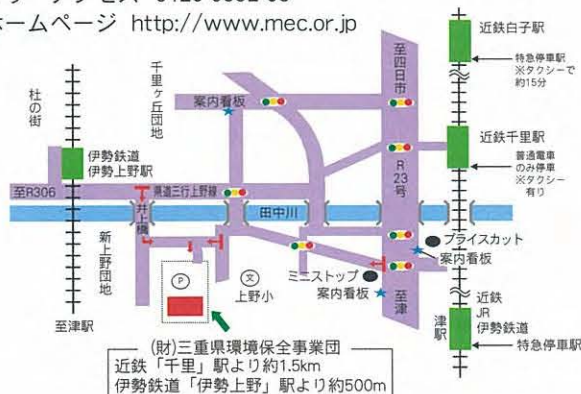 ホームページ http://www.mec.or.jp
至四日市
近鉄白子駅
特急停車駅
※タクシーで
約15分
千里ヶ丘団地
案内看板
杜の街
伊勢鉄道
伊勢上野駅
近鉄千里駅
普通電車
のみ停車
※タクシー
有り
R23号
至R306
県道三行上野線
井上橋
田中川
新上野団地
プライスカット
案内看板
P
文
上野小
ミニストップ
案内看板
至津
至津駅
津駅
近鉄
JR
伊勢鉄道
特急停車駅
(財)三重県環境保全事業団
近鉄「千里」駅より約1.5km
伊勢鉄道「伊勢上野」駅より約500m